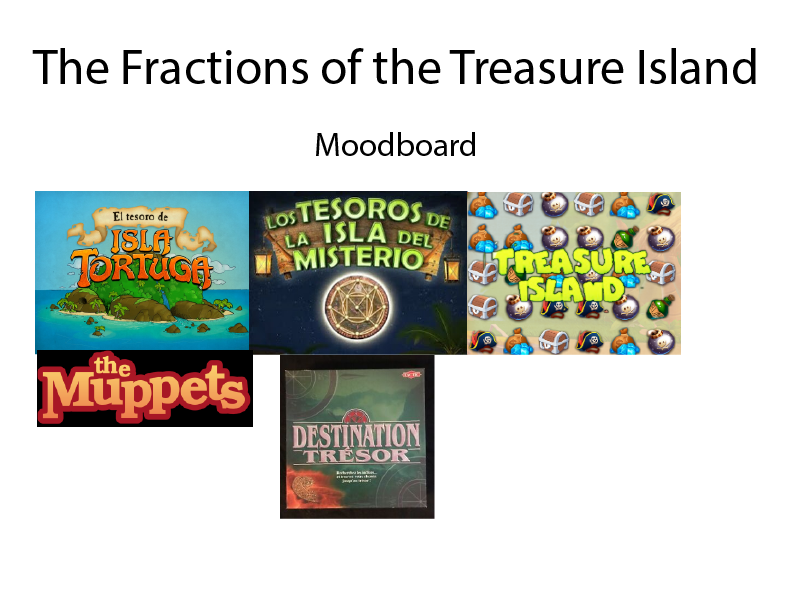 The Fractions of the Treasure Island
Moodboard
El tesoro de
ISLA
TORTUGA
LOS TESOROS DE
LA ISLA DEL
MISTERIO
TREASURE
ISLAND
the
Muppets
DESTINATION
TRÉSOR